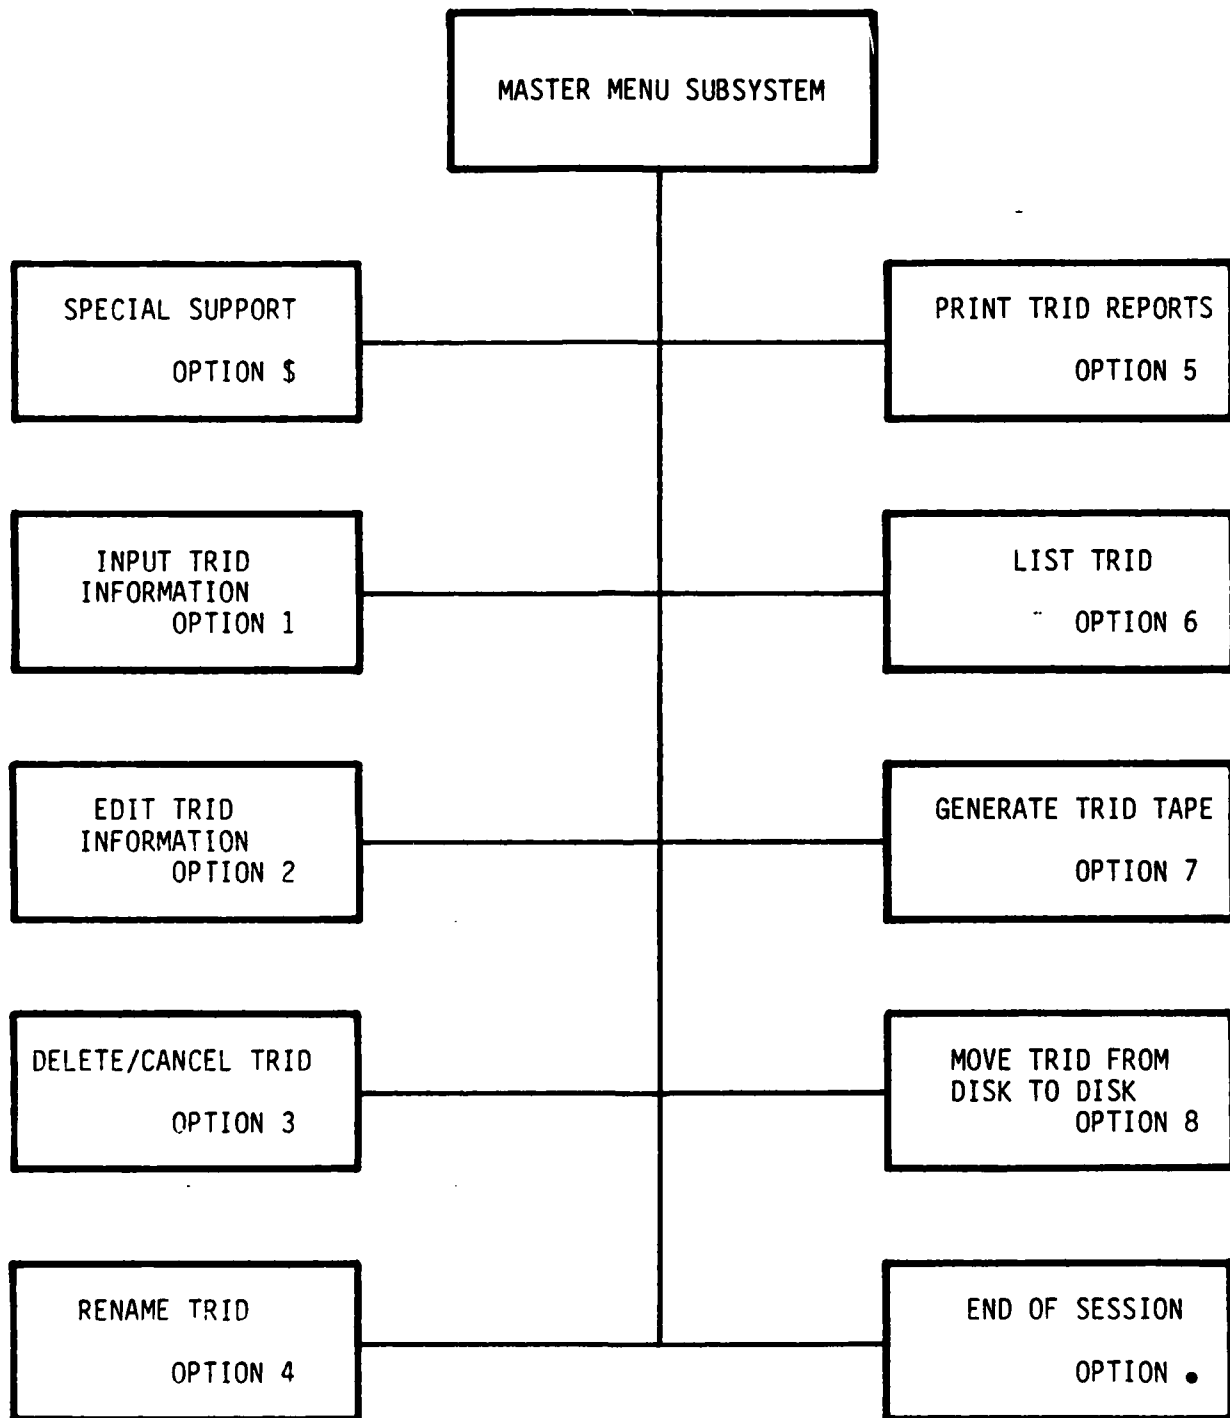 MASTER MENU SUBSYSTEM
SPECIAL SUPPORT
OPTION $
PRINT TRID REPORTS
OPTION 5
INPUT TRID
INFORMATION
OPTION 1
LIST TRID
OPTION 6
EDIT TRID
INFORMATION
OPTION 2
GENERATE TRID TAPE
OPTION 7
DELETE/CANCEL TRID
OPTION 3
MOVE TRID FROM
DISK TO DISK
OPTION 8
RENAME TRID
OPTION 4
END OF SESSION
OPTION •